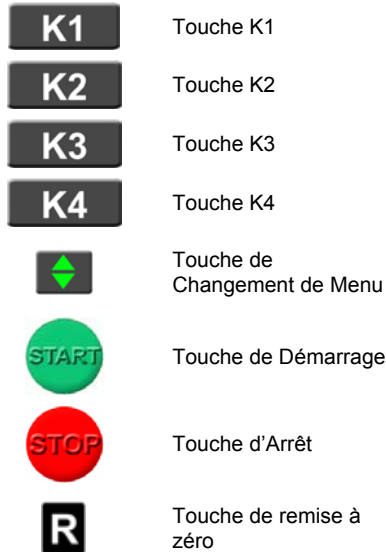 K1 Touche K1
K2 Touche K2
K3 Touche K3
K4 Touche K4
Touche de
Changement de Menu
START Touche de Démarrage
STOP Touche d'Arrêt
R Touche de remise à
zéro